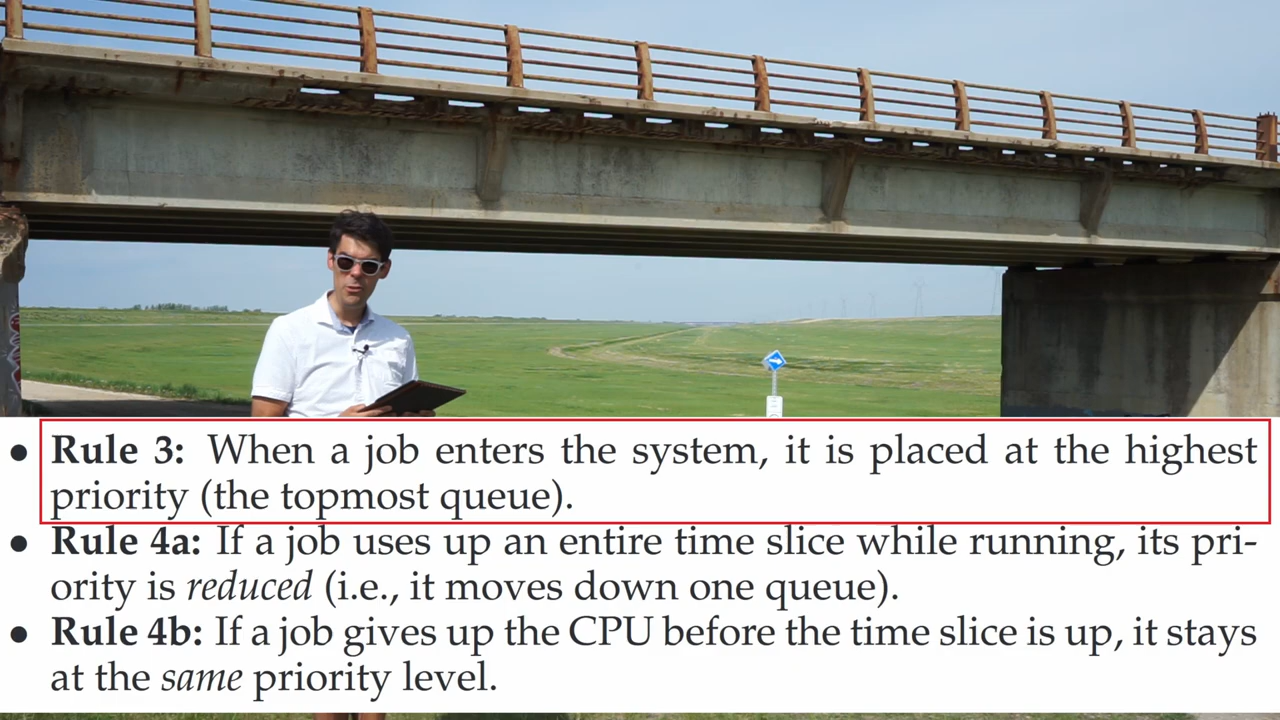 • Rule 3: When a job enters the system, it is placed at the highest
priority (the topmost queue).
• Rule 4a: If a job uses up an entire time slice while running, its pri-
ority is reduced (i.e., it moves down one queue).
• Rule 4b: If a job gives up the CPU before the time slice is up, it stays
at the same priority level.